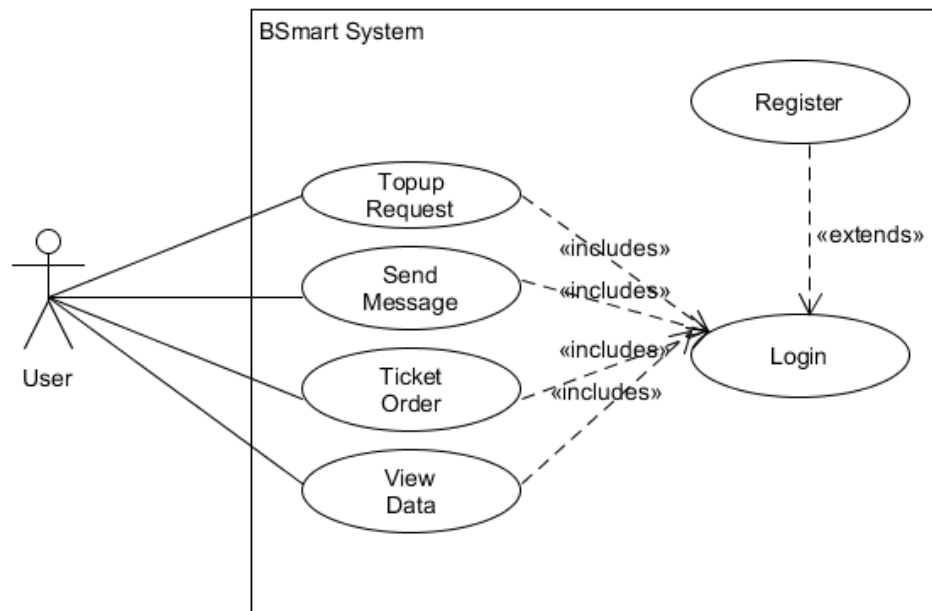 BSmart System
Register
Topup
Request
«extends»
«includes»
Send
Message
«includes»
User
Login
«includes»
Ticket
Order
«includes»
View
Data